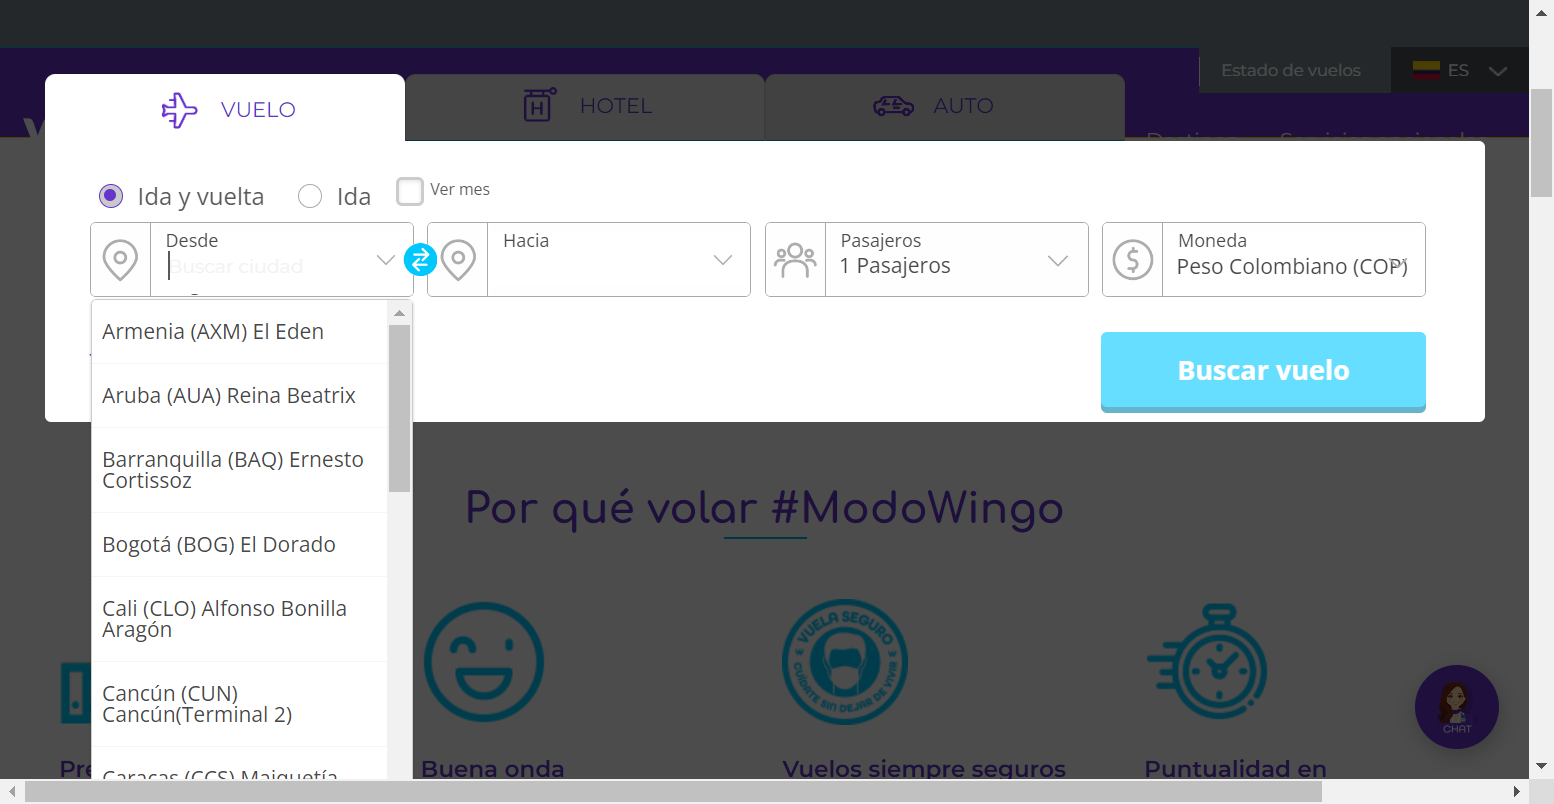 Estado de vuelos
ES
VUELO
HOTEL
AUTO
Ida y vuelta
Ida
Ver mes
Desde
Buscar ciudad
Hacia
Pasajeros
1 Pasajeros
Moneda
Peso Colombiano (COP)
Armenia (AXM) El Eden
Aruba (AUA) Reina Beatrix
Barranquilla (BAQ) Ernesto
Cortissoz
Bogotá (BOG) El Dorado
Cali (CLO) Alfonso Bonilla
Aragón
Cancún (CUN)
Cancún(Terminal 2)
Caracas (CCS) Maiquetía
Buscar vuelo
Por qué volar #ModoWingo
VUELA SEGURO
CUÍDATE SIN DEJAR DE VIVIR
CHAT
Buena onda
Vuelos siempre seguros
Puntualidad en